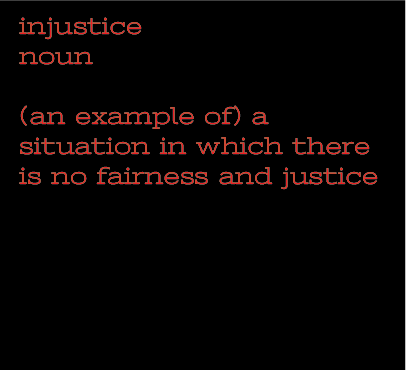 injustice
noun
(an example of) a
situation in which there
is no fairness and justice